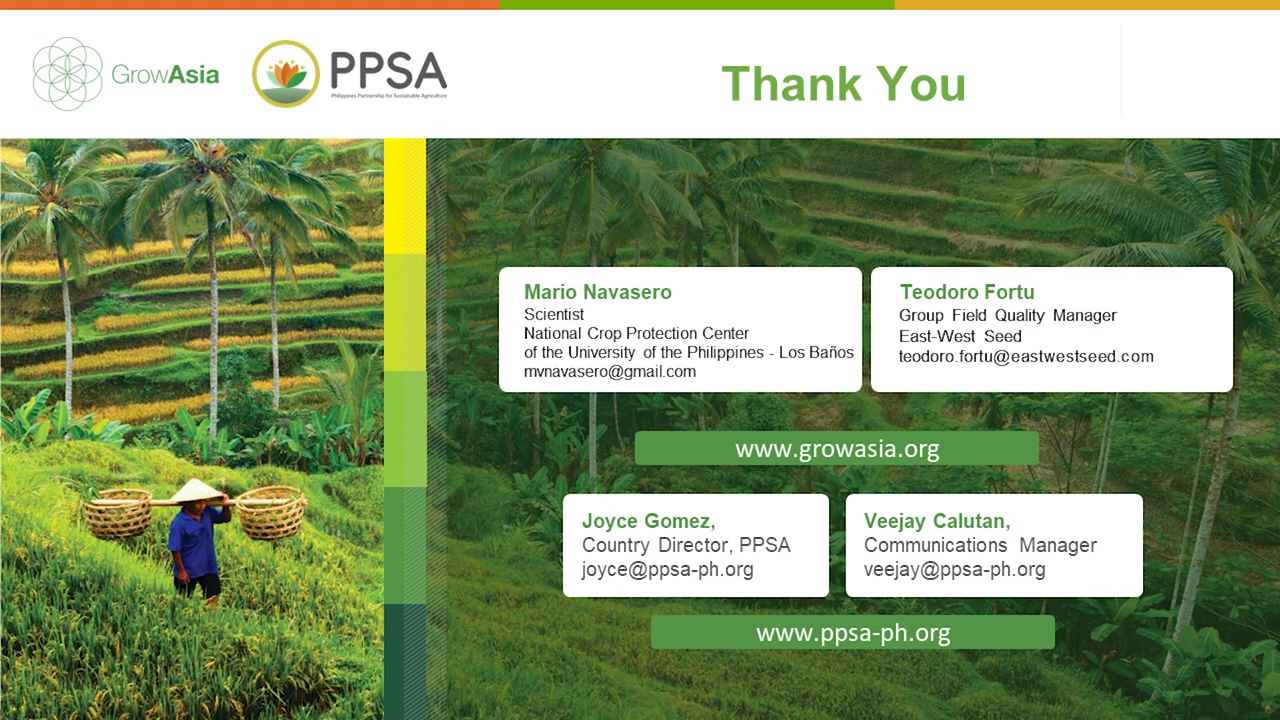 GrowAsia
PPSA
Philippines Partnership for Sustainable Agriculture
Thank You
Mario Navasero
Scientist
National Crop Protection Center
of the University of the Philippines - Los Baños
mvnavasero@gmail.com
Teodoro Fortu
Group Field Quality Manager
East-West Seed
teodoro.fortu@eastwestseed.com
www.growasia.org
Joyce Gomez,
Country Director, PPSA
joyce@ppsa-ph.org
Veejay Calutan,
Communications Manager
veejay@ppsa-ph.org
www.ppsa-ph.org